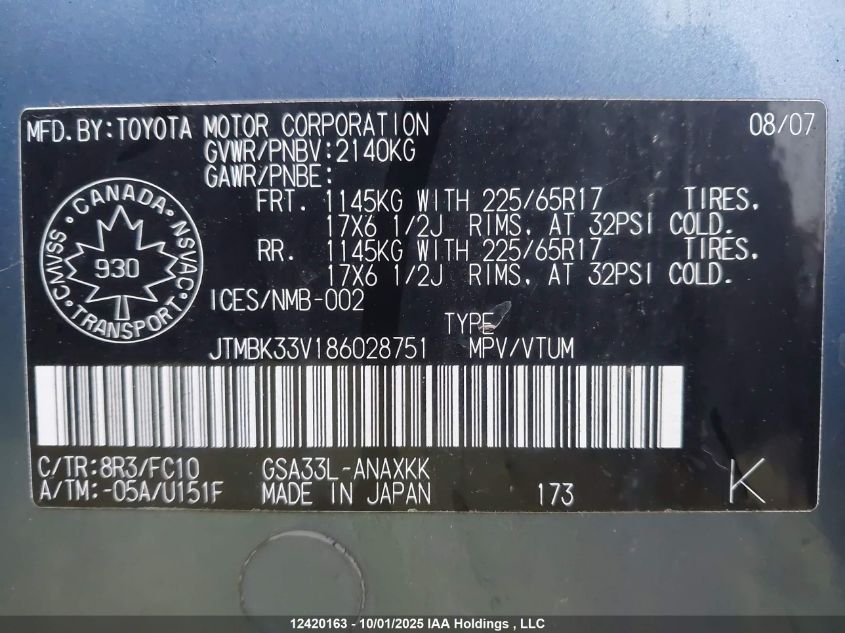 MFD.BY:TOYOTA MOTOR CORPORATION 08/07
GVWR/PNBV:2140KG
GAWR/PNBE:
FRT. 1145KG WITH 225/65R17 TIRES,
17X6 1/2J RIMS, AT 32PSI COLD.
RR. 1145KG WITH 225/65R17 TIRES,
17X6 1/2J RIMS, AT 32PSI COLD.
CANADA·NSVAC·TRANSPORT·CMVSS·
930
ICES/NMB-002
TYPE
JTMBK33V186028751 MPV/VTUM
C/TR:8R3/FC10 GSA33L-ANAXKK
A/TM:-05A/U151F MADE IN JAPAN 173 K
12420163 - 10/01/2025 IAA Holdings , LLC